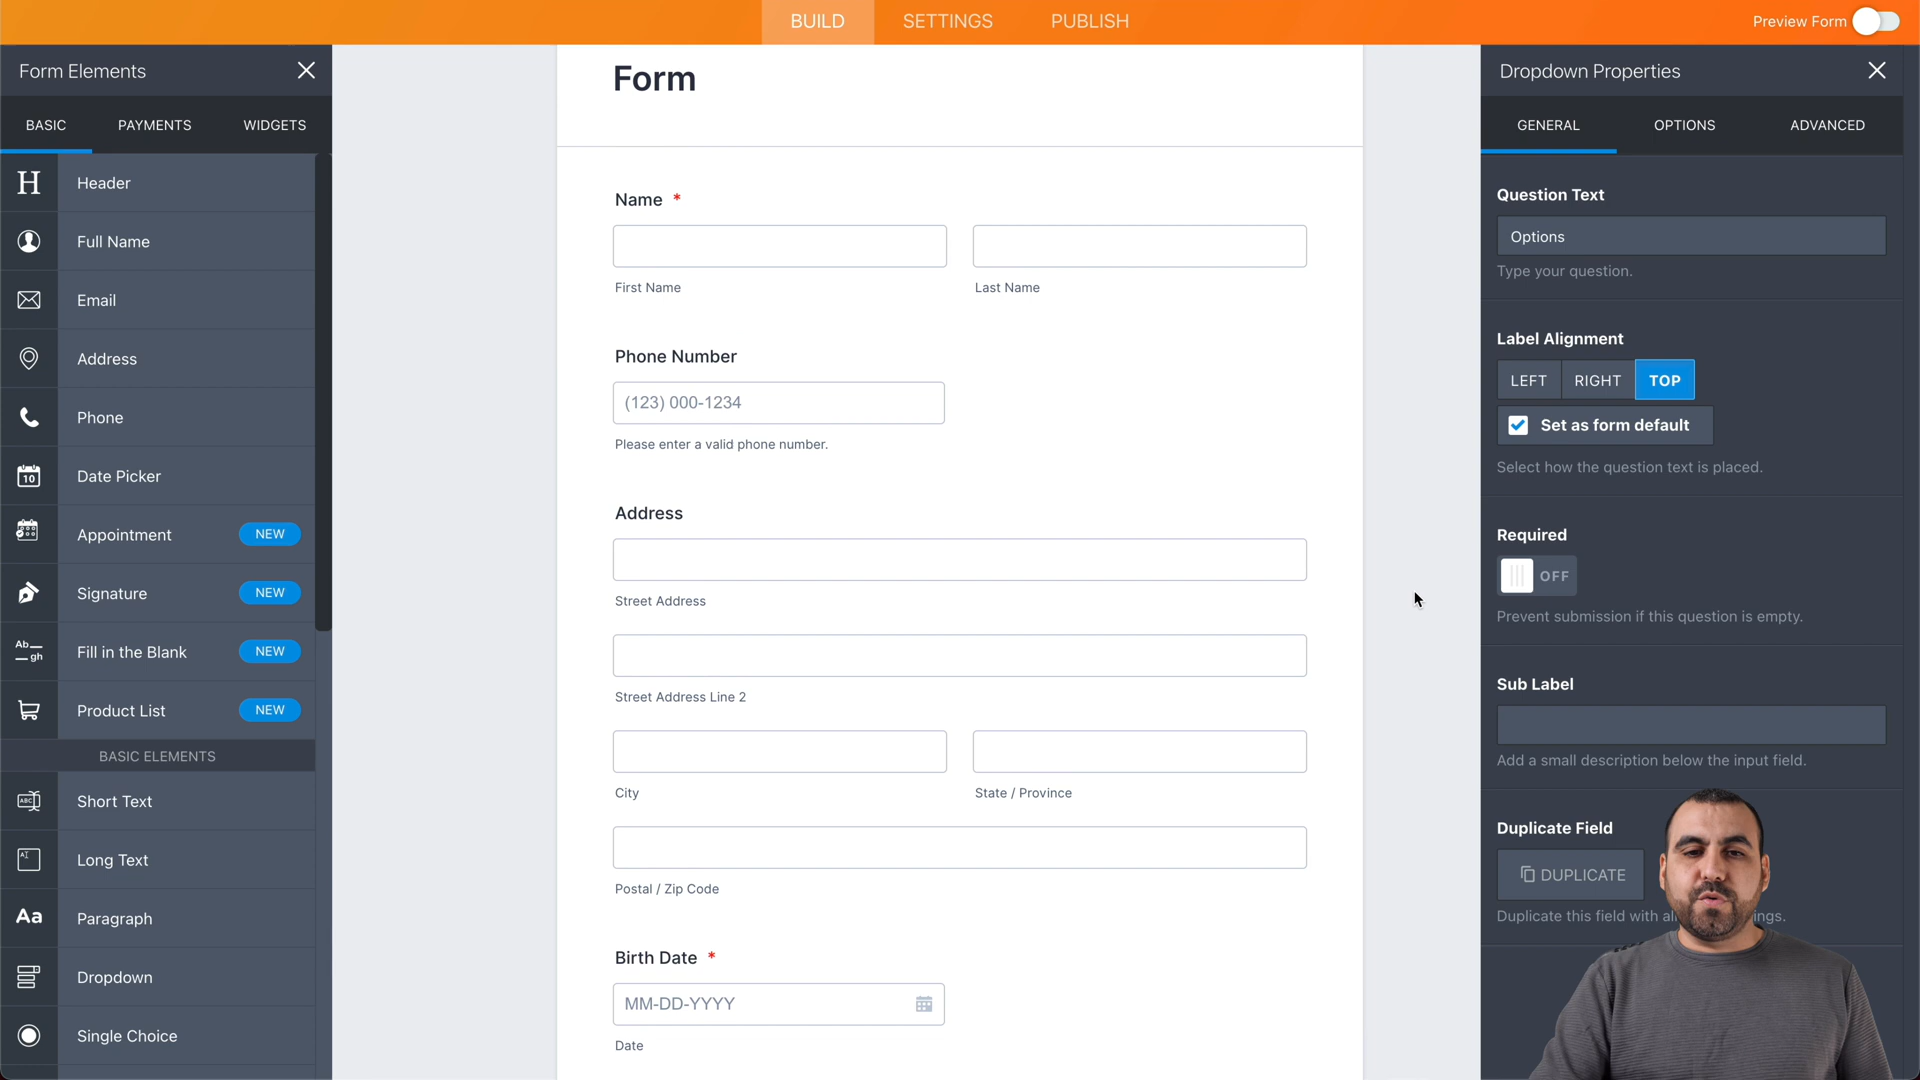 BUILD SETTINGS PUBLISH Preview Form
Form Elements
BASIC PAYMENTS WIDGETS
H Header
Full Name
Email
Address
Phone
10 Date Picker
Appointment NEW
Signature NEW
Ab gh Fill in the Blank NEW
Product List NEW
BASIC ELEMENTS
ABC Short Text
AI Long Text
Aa Paragraph
Dropdown
Single Choice
Form
Name *
First Name Last Name
Phone Number
(123) 000-1234
Please enter a valid phone number.
Address
Street Address
Street Address Line 2
City State / Province
Postal / Zip Code
Birth Date *
MM-DD-YYYY
Date
Dropdown Properties
GENERAL OPTIONS ADVANCED
Question Text
Options
Type your question.
Label Alignment
LEFT RIGHT TOP
Set as form default
Select how the question text is placed.
Required
OFF
Prevent submission if this question is empty.
Sub Label
Add a small description below the input field.
Duplicate Field
DUPLICATE
Duplicate this field with